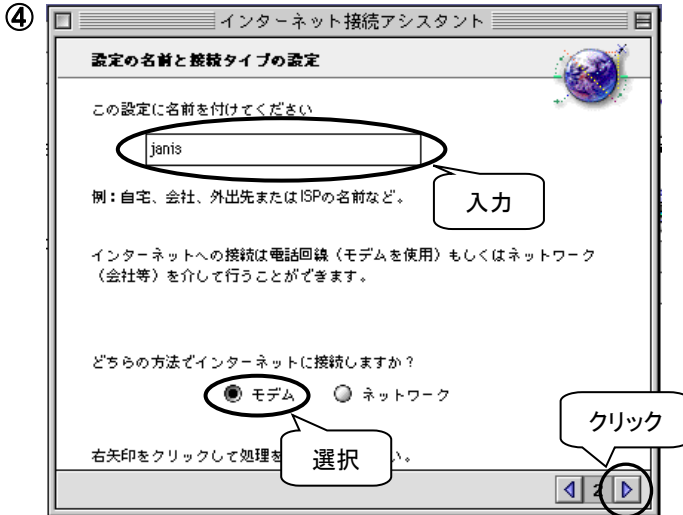 ④
インターネット接続アシスタント
設定の名前と接続タイプの設定
この設定に名前を付けてください
janis
入力
例：自宅、会社、外出先またはISPの名前など。
インターネットへの接続は電話回線（モデムを使用）もしくはネットワーク
（会社等）を介して行うことができます。
どちらの方法でインターネットに接続しますか？
モデム ネットワーク
クリック
選択
右矢印をクリックして処理を い。
2